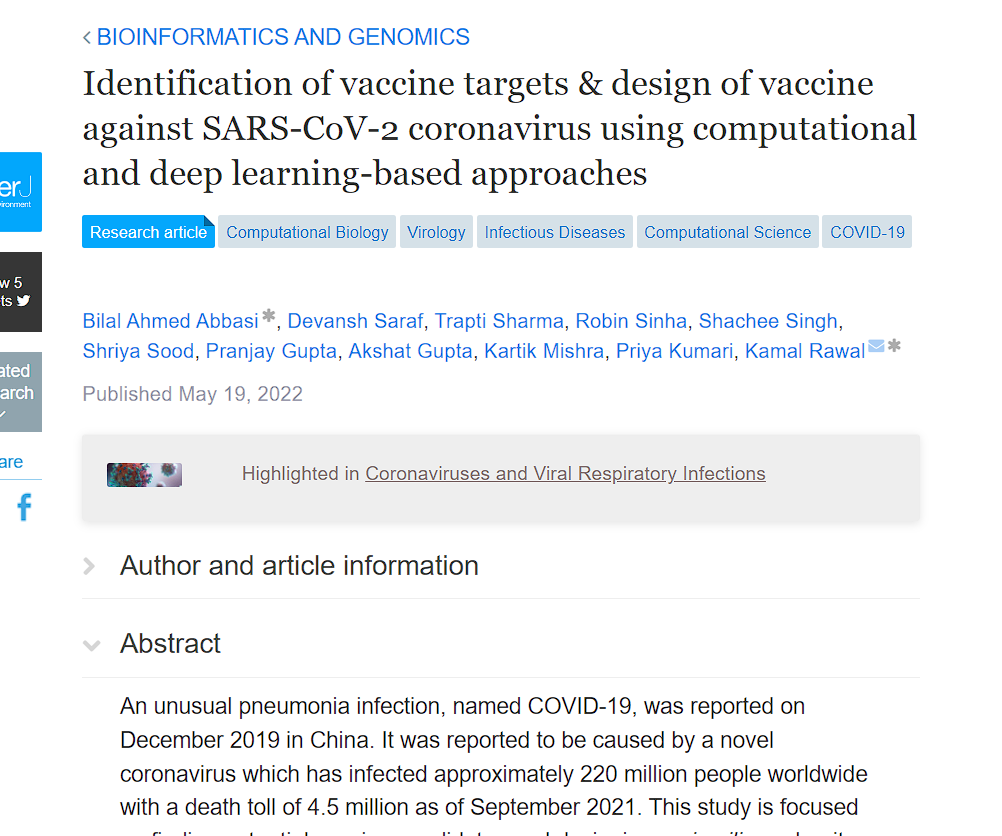 BIOINFORMATICS AND GENOMICS
Identification of vaccine targets & design of vaccine
against SARS-CoV-2 coronavirus using computational
and deep learning-based approaches
erJ
vironment
Research article Computational Biology Virology Infectious Diseases Computational Science COVID-19
w 5
ts
Bilal Ahmed Abbasi*, Devansh Saraf, Trapti Sharma, Robin Sinha, Shachee Singh,
Shriya Sood, Pranjay Gupta, Akshat Gupta, Kartik Mishra, Priya Kumari, Kamal Rawal*
ated
arch
Published May 19, 2022
are
Highlighted in Coronaviruses and Viral Respiratory Infections
Author and article information
Abstract
An unusual pneumonia infection, named COVID-19, was reported on
December 2019 in China. It was reported to be caused by a novel
coronavirus which has infected approximately 220 million people worldwide
with a death toll of 4.5 million as of September 2021. This study is focused